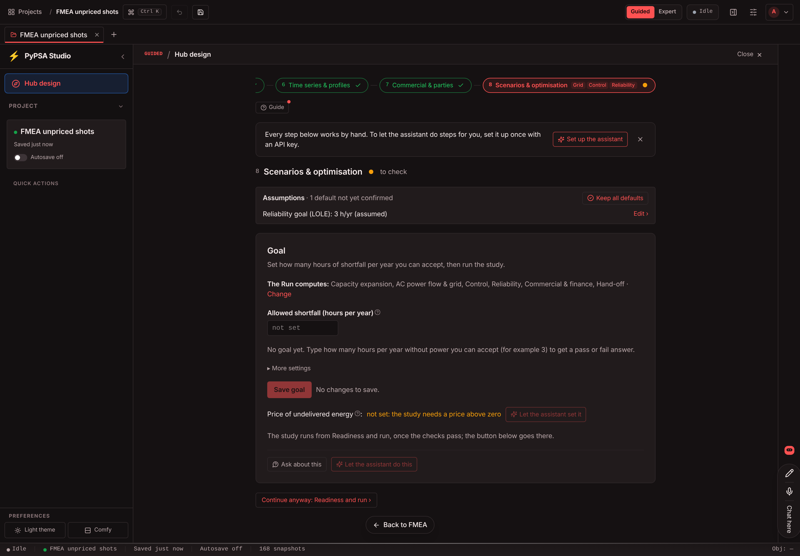 Projects / FMEA unpriced shots ⌘ Ctrl K Guided Expert Idle A
FMEA unpriced shots × +
PyPSA Studio
GUIDED / Hub design Close ×
Hub design
PROJECT
FMEA unpriced shots
Saved just now
Autosave off
QUICK ACTIONS
6 Time series & profiles ✓
7 Commercial & parties ✓
8 Scenarios & optimisation Grid Control Reliability
Guide
Every step below works by hand. To let the assistant do steps for you, set it up once with
an API key.
Set up the assistant
8 Scenarios & optimisation to check
Assumptions · 1 default not yet confirmed
Keep all defaults
Reliability goal (LOLE): 3 h/yr (assumed)
Edit ›
Goal
Set how many hours of shortfall per year you can accept, then run the study.
The Run computes: Capacity expansion, AC power flow & grid, Control, Reliability, Commercial & finance, Hand-off ·
Change
Allowed shortfall (hours per year)
not set
No goal yet. Type how many hours per year without power you can accept (for example 3) to get a pass or fail answer.
▸ More settings
Save goal No changes to save.
Price of undelivered energy : not set: the study needs a price above zero Let the assistant set it
The study runs from Readiness and run, once the checks pass; the button below goes there.
Ask about this Let the assistant do this
Continue anyway: Readiness and run ›
← Back to FMEA
Chat here
PREFERENCES
Light theme Comfy
Idle FMEA unpriced shots Saved just now Autosave off 168 snapshots Obj: —